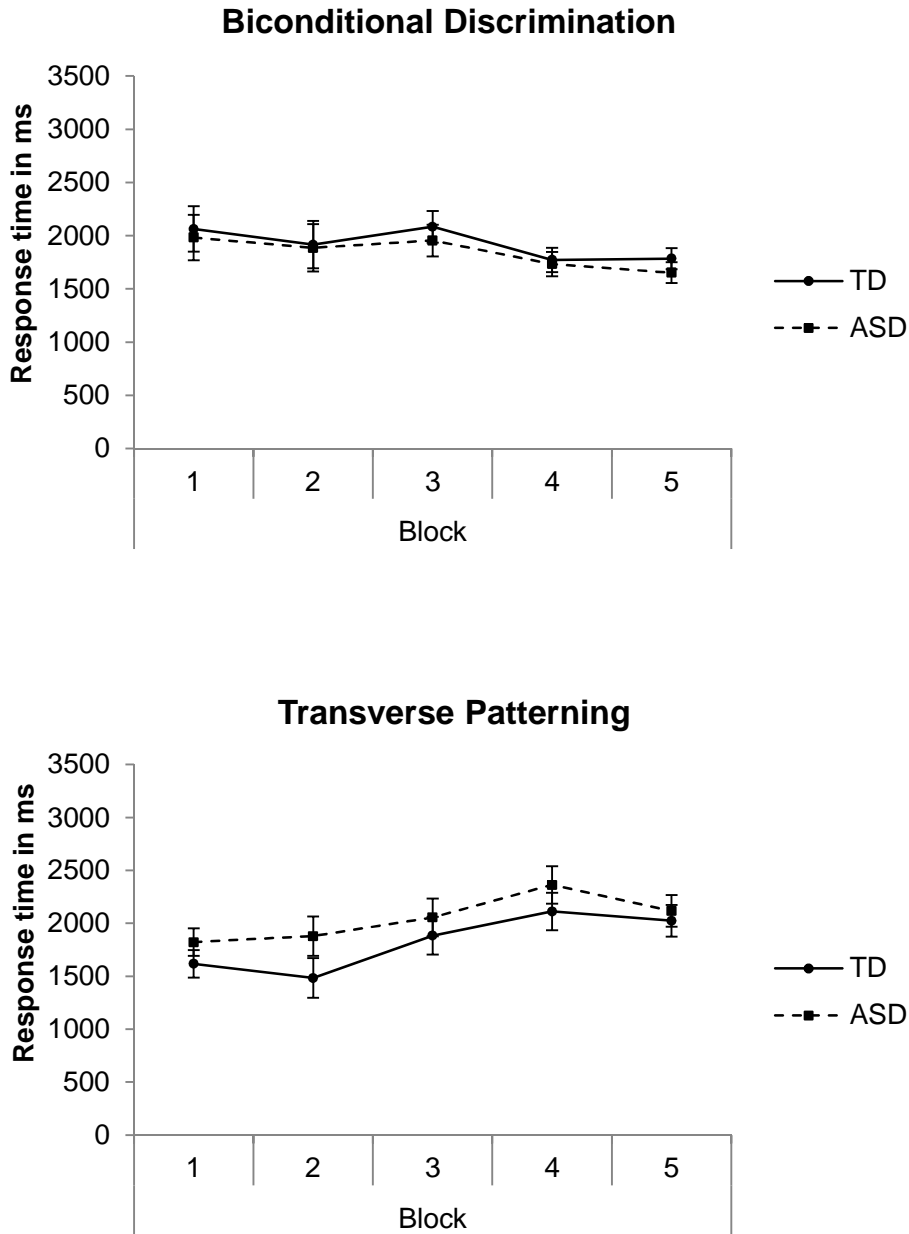 Biconditional Discrimination
Response time in ms
3500
3000
2500
2000
1500
1000
500
0
1 2 3 4 5
Block
TD
ASD
Transverse Patterning
Response time in ms
3500
3000
2500
2000
1500
1000
500
0
1 2 3 4 5
Block
TD
ASD